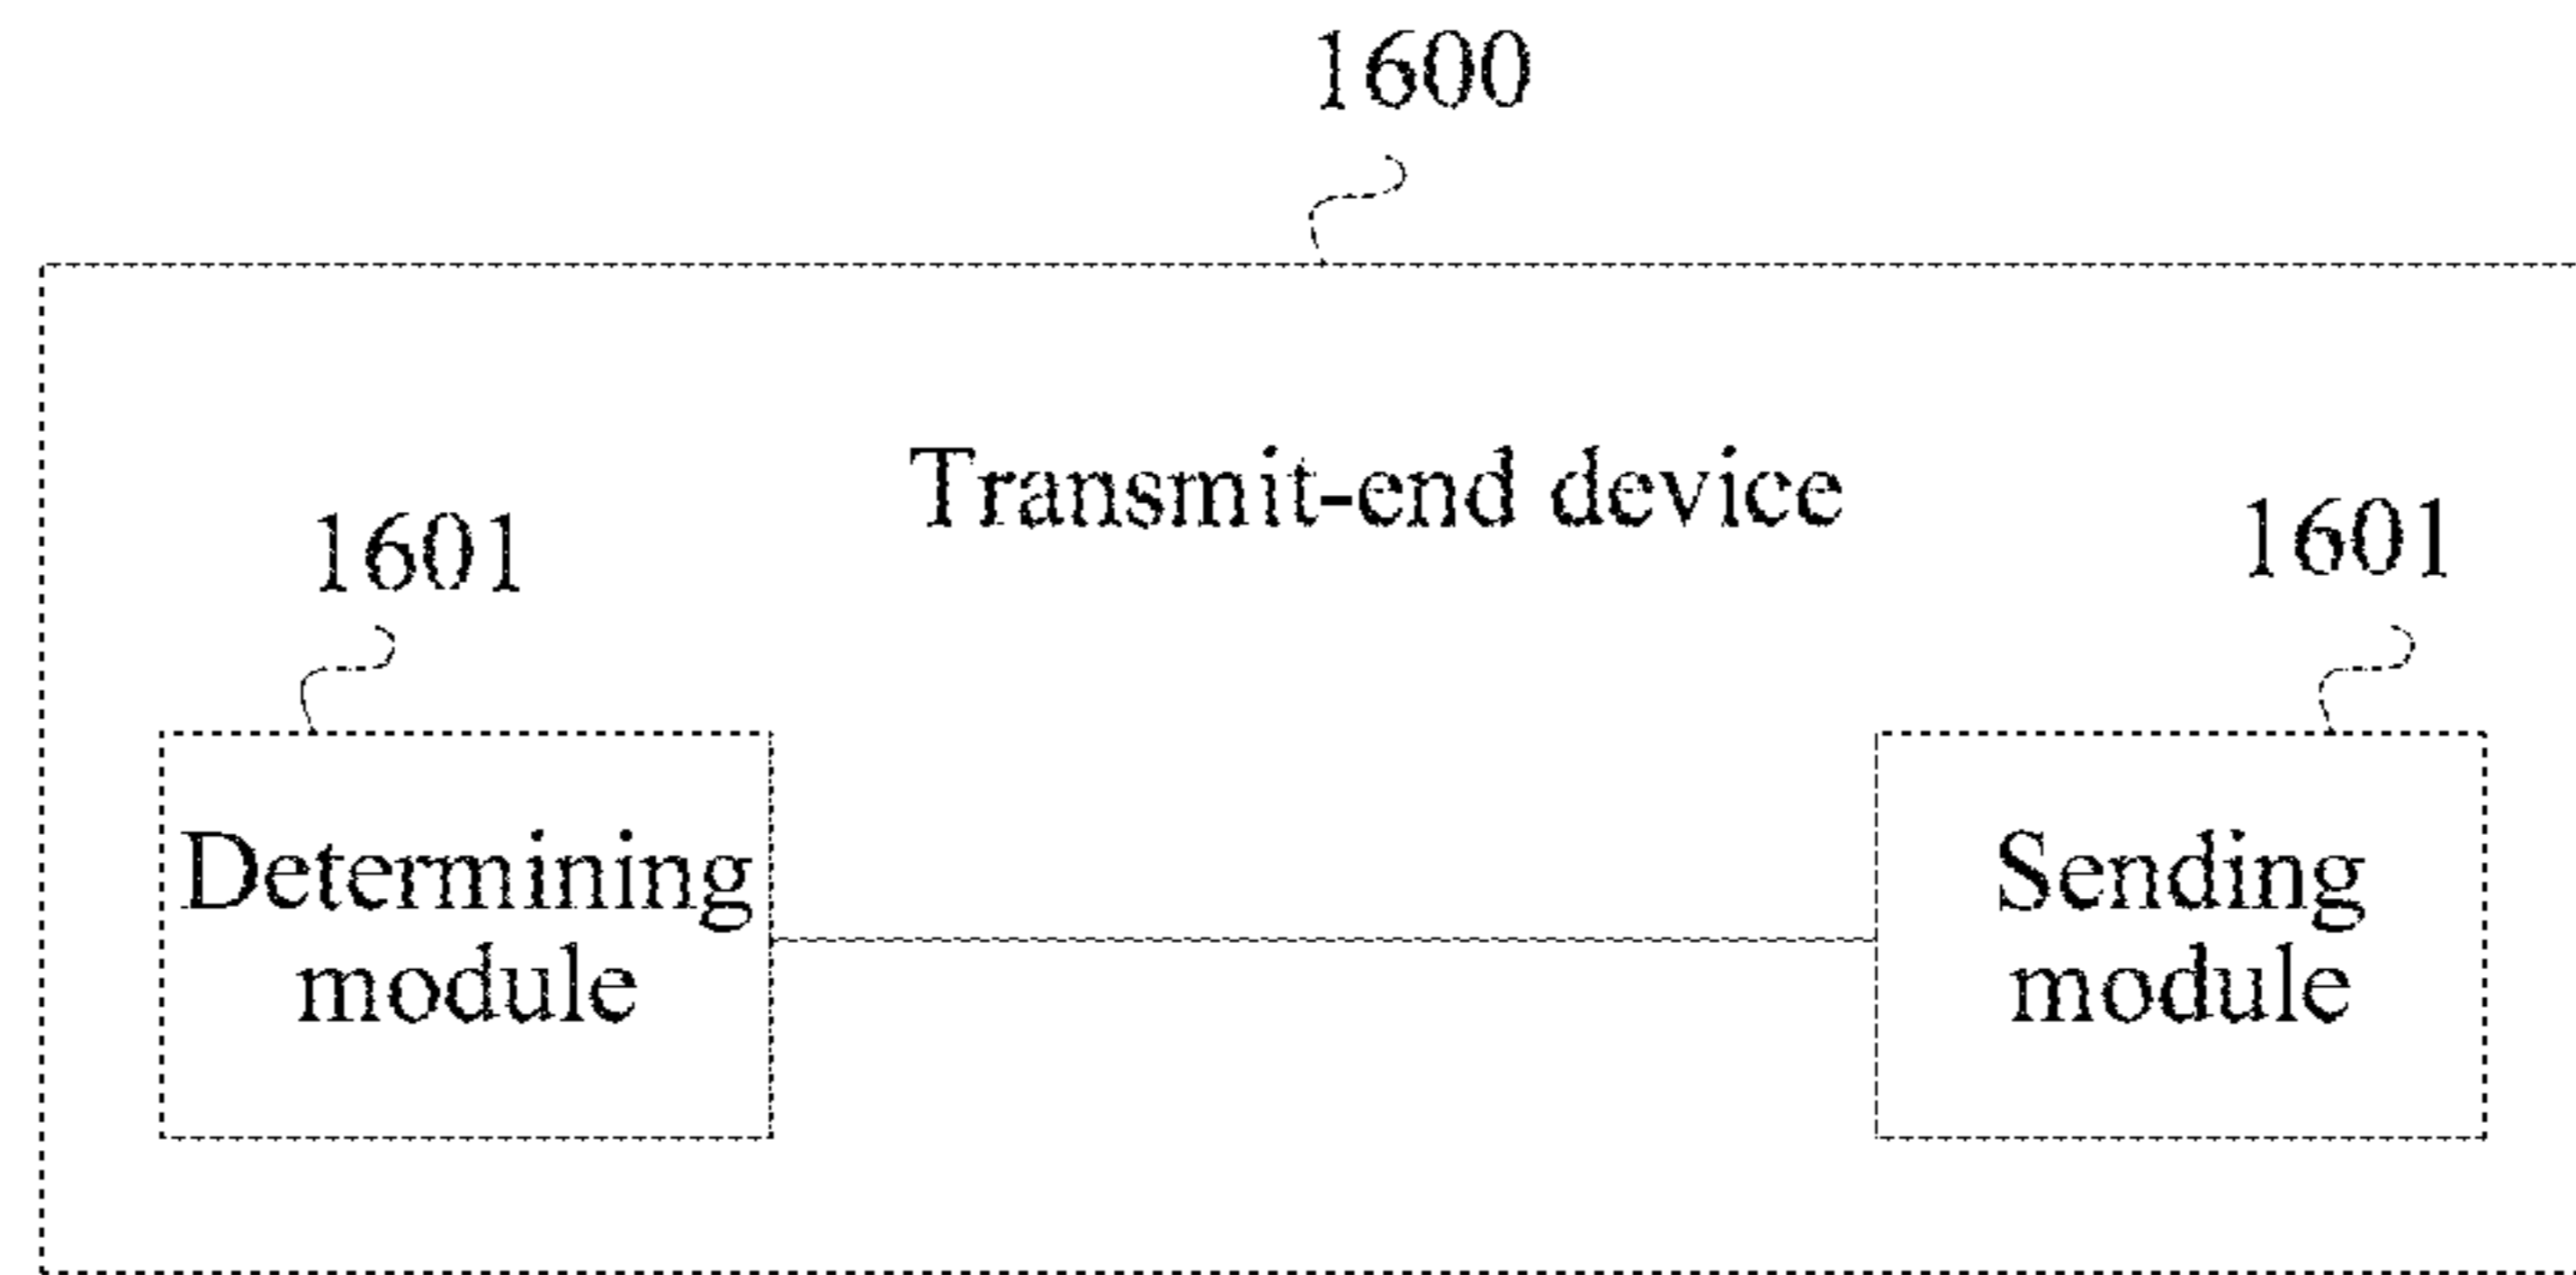 1600
Transmit-end device
1601
1601
Determining
module
Sending
module